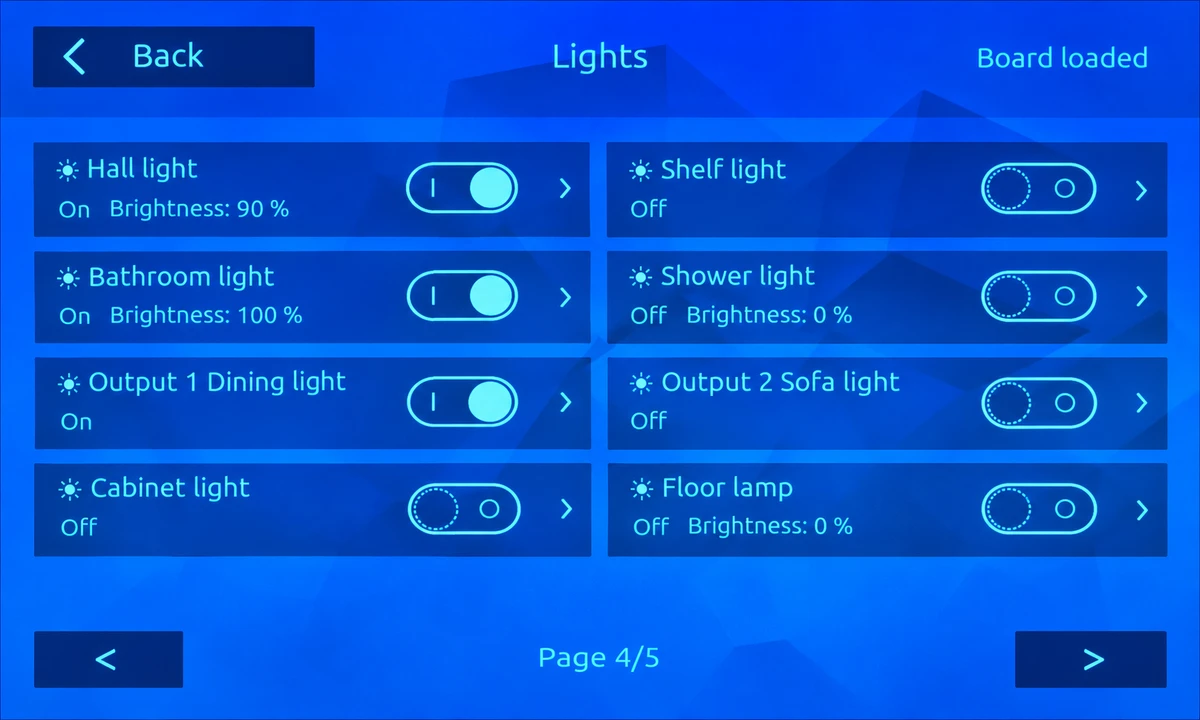 Back
Lights
Board loaded
Hall light
On Brightness: 90 %
Shelf light
Off
Bathroom light
On Brightness: 100 %
Shower light
Off Brightness: 0 %
Output 1 Dining light
On
Output 2 Sofa light
Off
Cabinet light
Off
Floor lamp
Off Brightness: 0 %
<
Page 4/5
>